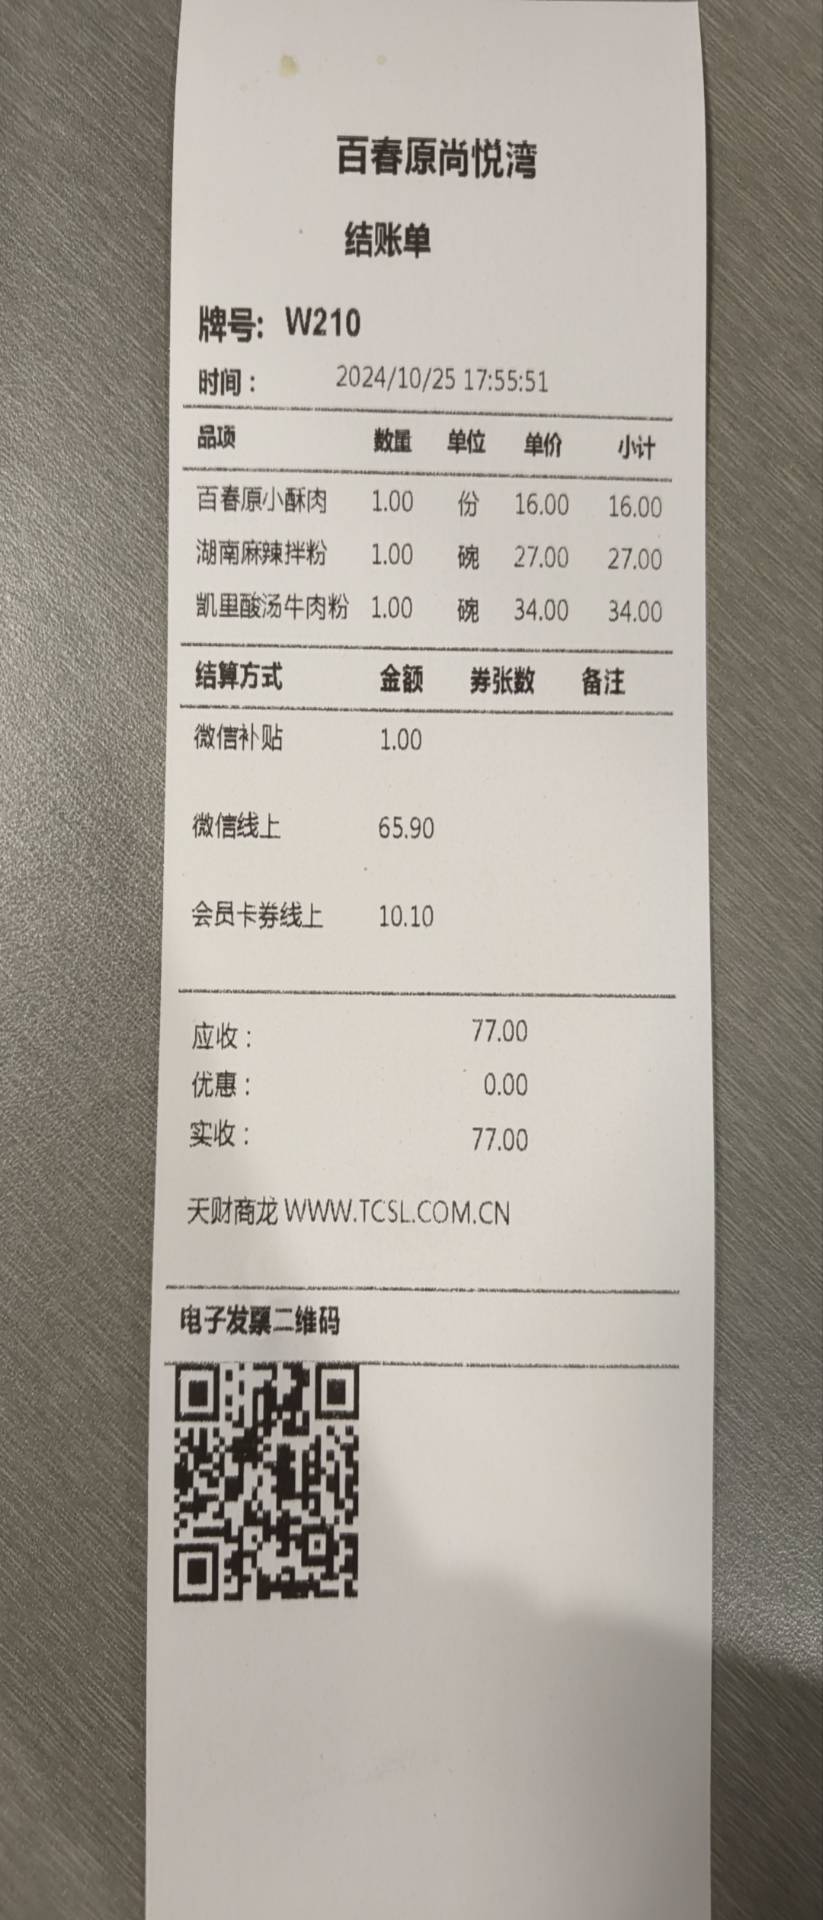 百春原尚悦湾
结账单
牌号: W210
时间： 2024/10/25 17:55:51
品项 数量 单位 单价 小计
百春原小酥肉 1.00 份 16.00 16.00
湖南麻辣拌粉 1.00 碗 27.00 27.00
凯里酸汤牛肉粉 1.00 碗 34.00 34.00
结算方式 金额 券张数 备注
微信补贴 1.00
微信线上 65.90
会员卡券线上 10.10
应收： 77.00
优惠： 0.00
实收： 77.00
天财商龙 WWW.TCSL.COM.CN
电子发票二维码